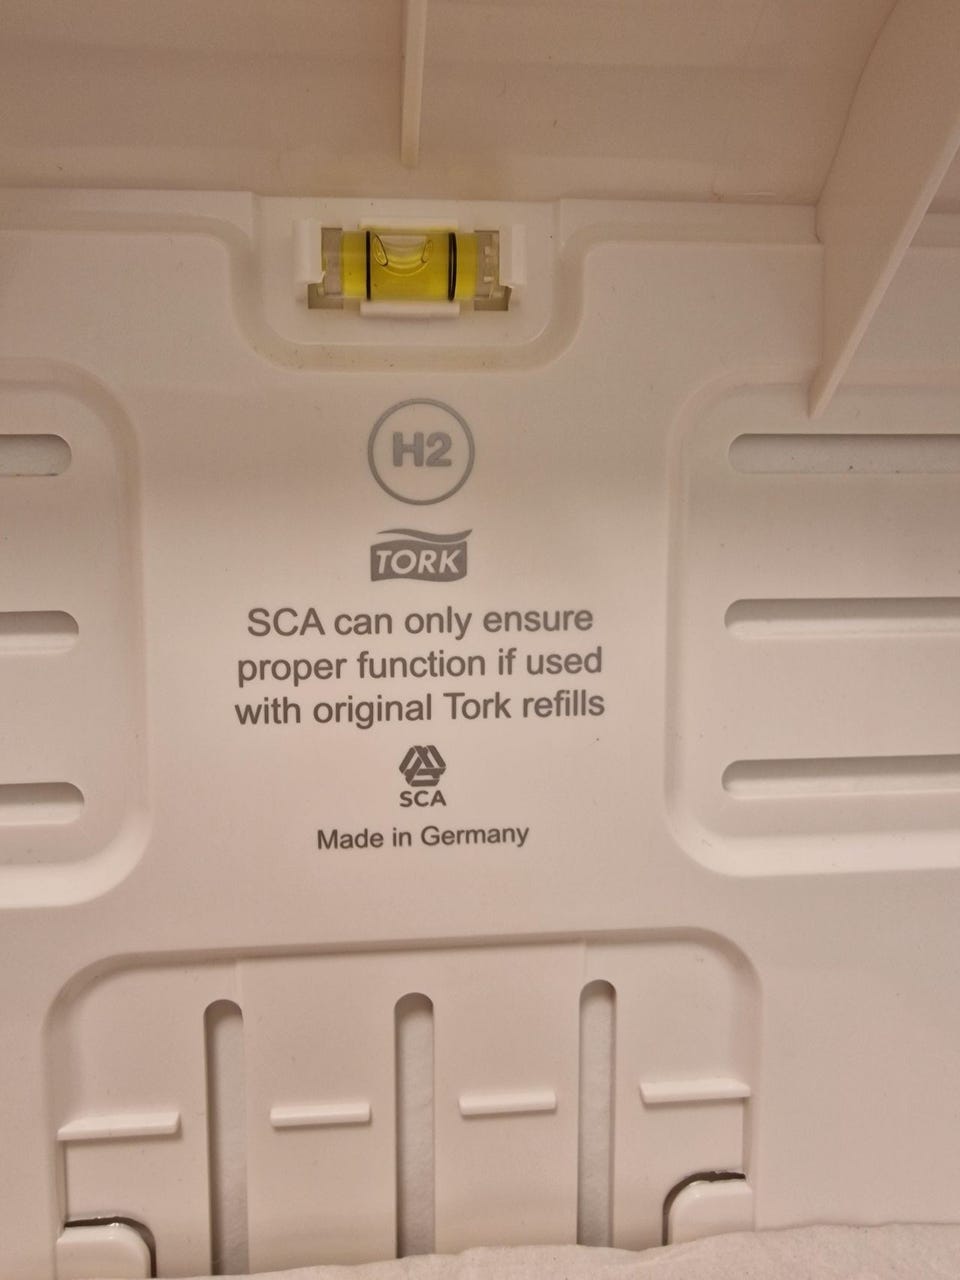 H2
TORK
SCA can only ensure
proper function if used
with original Tork refills
SCA
Made in Germany